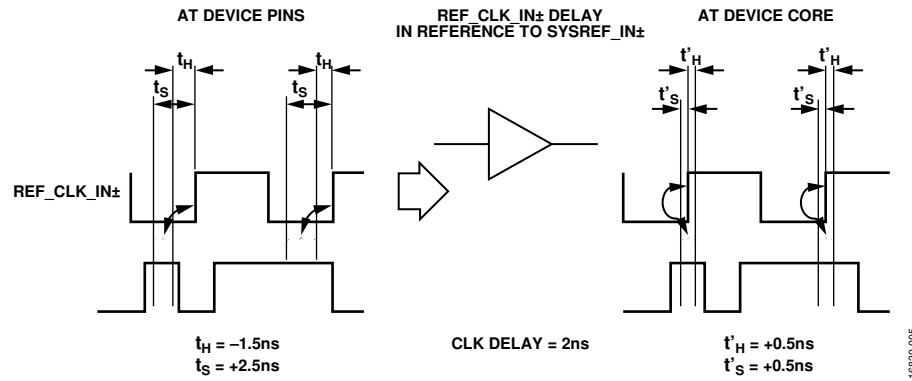 AT DEVICE PINS
REF_CLK_IN± DELAY
IN REFERENCE TO SYSREF_IN±
AT DEVICE CORE
tH
tH
tS
tS
t'H
t'H
t'S
t'S
REF_CLK_IN±
tH = –1.5ns
tS = +2.5ns
CLK DELAY = 2ns
t'H = +0.5ns
t'S = +0.5ns